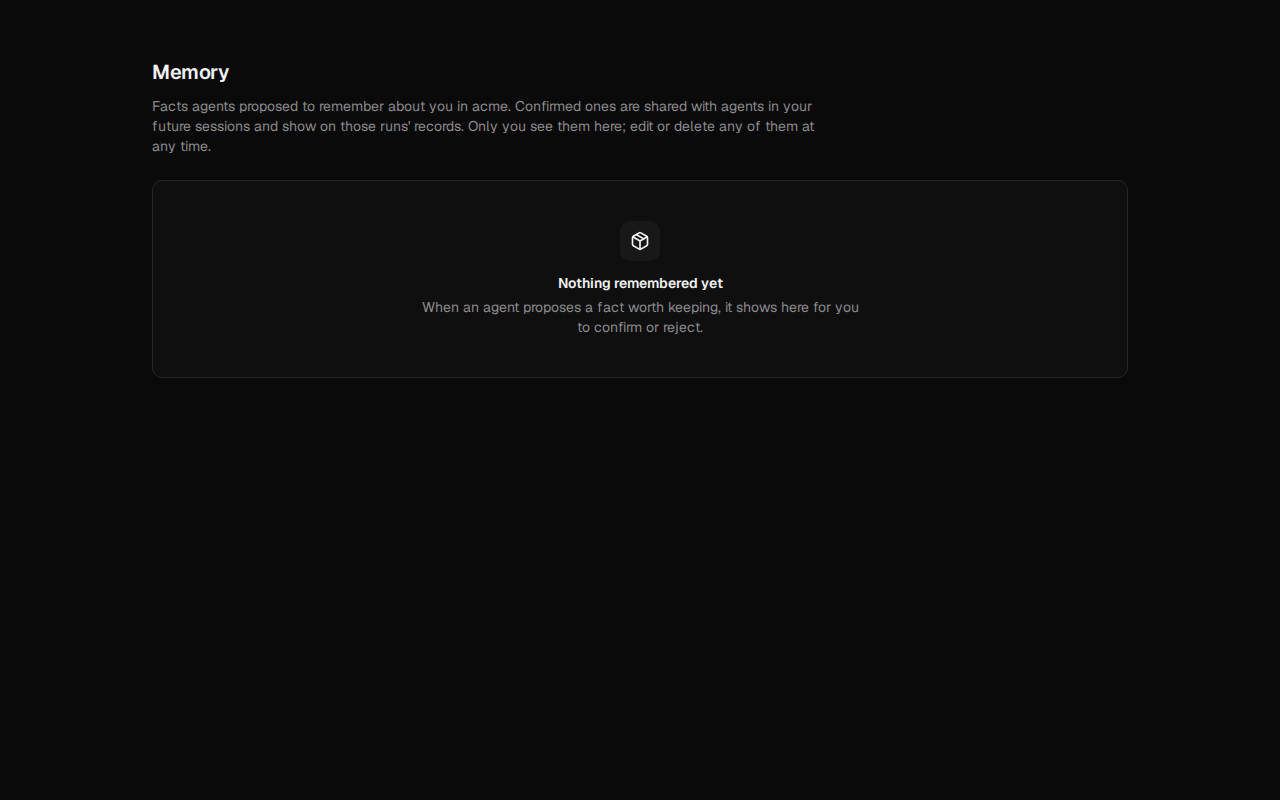 Memory
Facts agents proposed to remember about you in acme. Confirmed ones are shared with agents in your
future sessions and show on those runs' records. Only you see them here; edit or delete any of them at
any time.
Nothing remembered yet
When an agent proposes a fact worth keeping, it shows here for you
to confirm or reject.